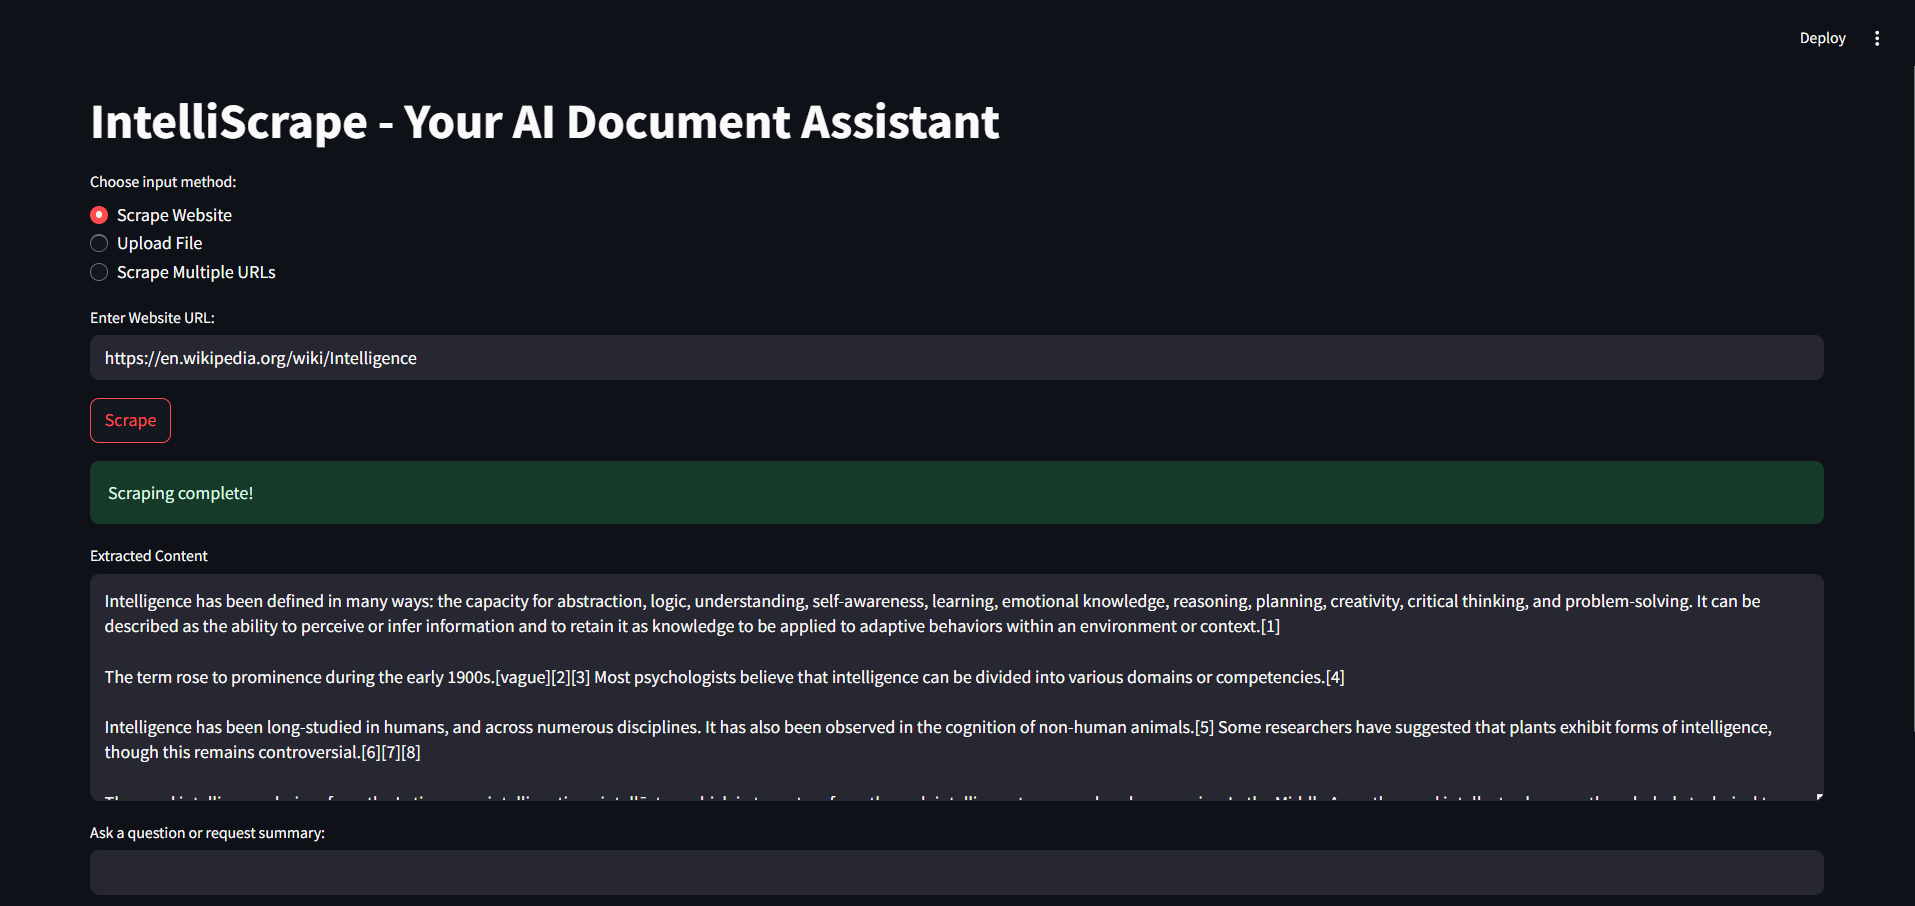 Deploy
IntelliScrape - Your AI Document Assistant
Choose input method:
Scrape Website
Upload File
Scrape Multiple URLs
Enter Website URL:
https://en.wikipedia.org/wiki/Intelligence
Scrape
Scraping complete!
Extracted Content
Intelligence has been defined in many ways: the capacity for abstraction, logic, understanding, self-awareness, learning, emotional knowledge, reasoning, planning, creativity, critical thinking, and problem-solving. It can be
described as the ability to perceive or infer information and to retain it as knowledge to be applied to adaptive behaviors within an environment or context.[1]
The term rose to prominence during the early 1900s.[vague][2][3] Most psychologists believe that intelligence can be divided into various domains or competencies.[4]
Intelligence has been long-studied in humans, and across numerous disciplines. It has also been observed in the cognition of non-human animals.[5] Some researchers have suggested that plants exhibit forms of intelligence,
though this remains controversial.[6][7][8]
Ask a question or request summary: